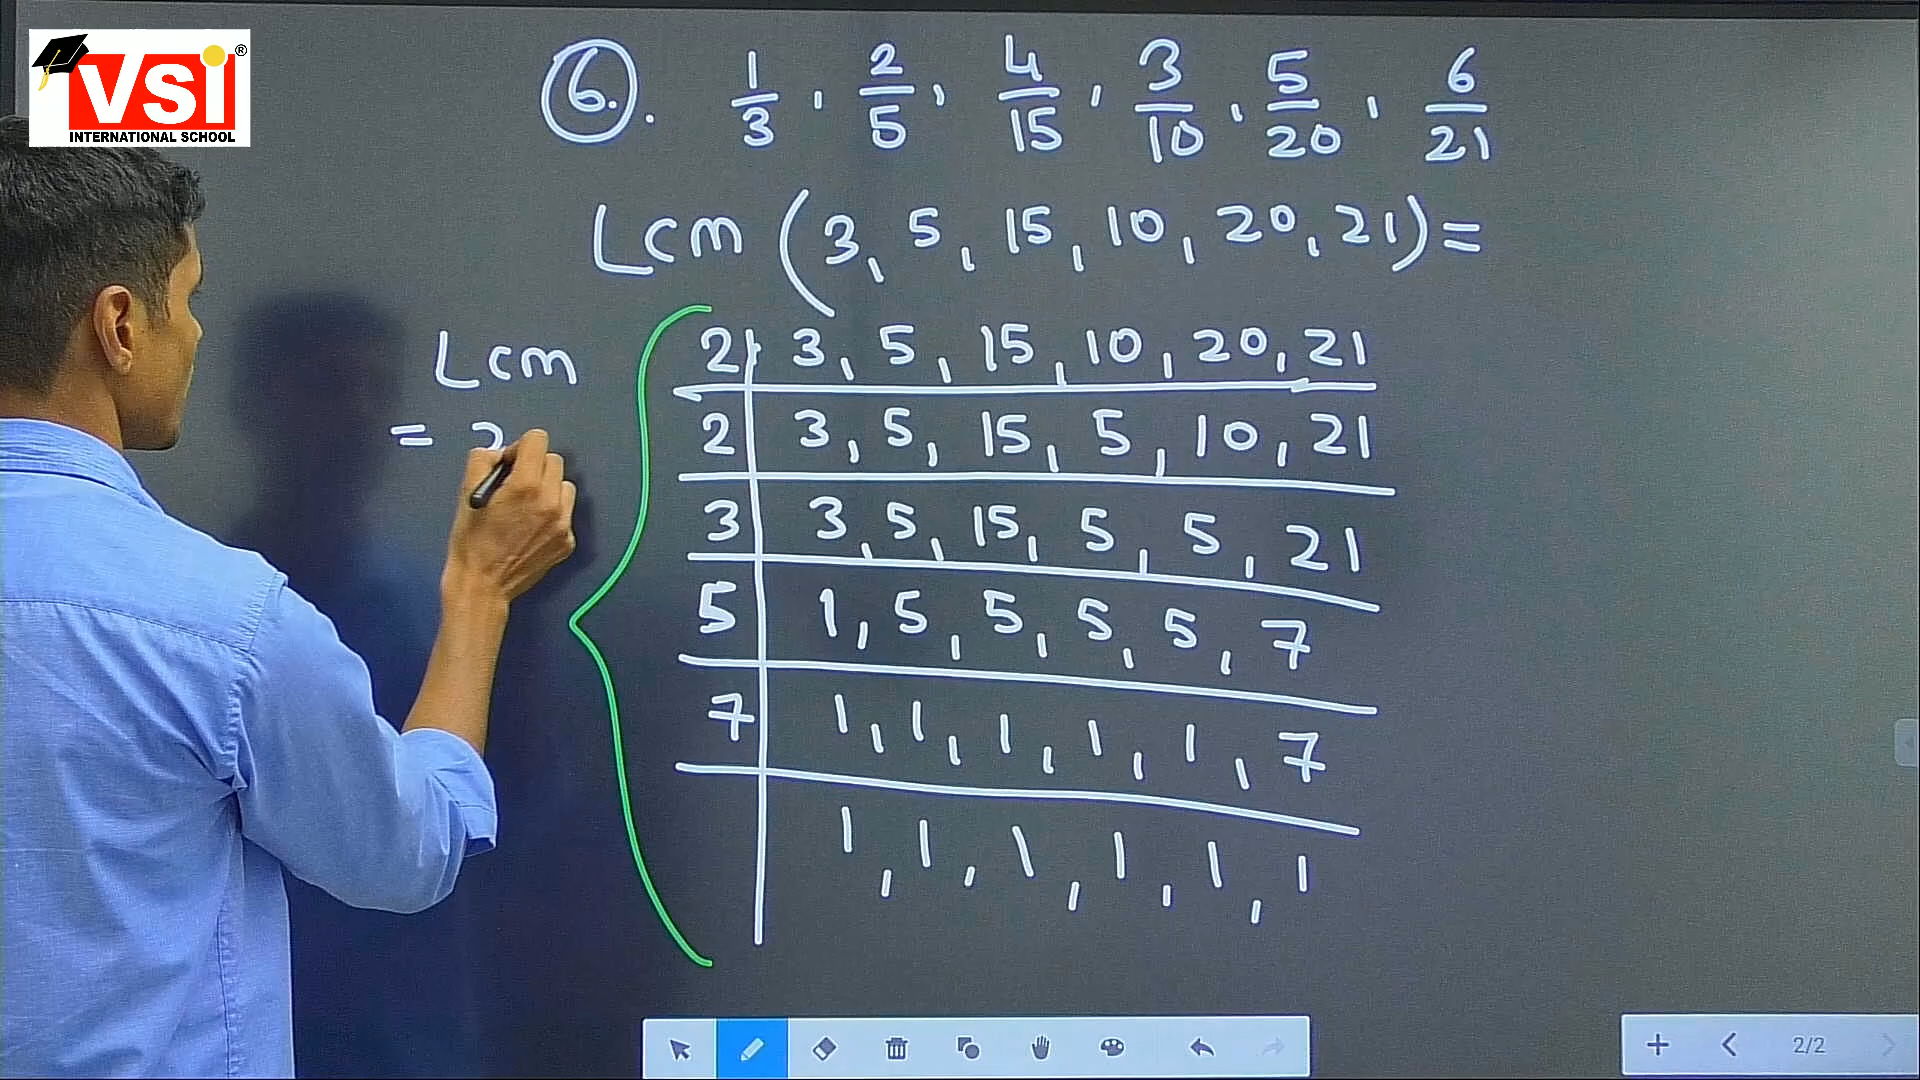 VSI®
INTERNATIONAL SCHOOL
6. 1/3, 2/5, 4/15, 3/10, 5/20, 6/21
Lcm (3, 5, 15, 10, 20, 21) =
Lcm
= 2
2 | 3, 5, 15, 10, 20, 21
2 | 3, 5, 15, 5, 10, 21
3 | 3, 5, 15, 5, 5, 21
5 | 1, 5, 5, 5, 5, 7
7 | 1, 1, 1, 1, 1, 7
1, 1, 1, 1, 1, 1
2/2